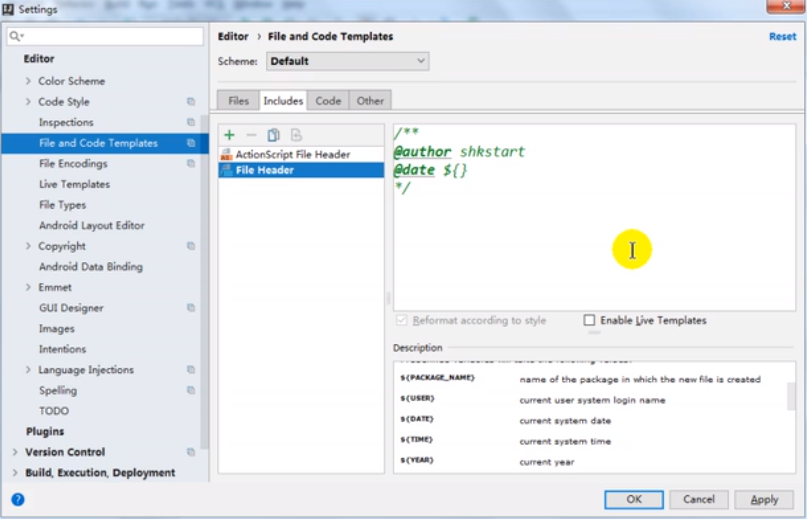 Settings
Editor
Color Scheme
Code Style
Inspections
File and Code Templates
File Encodings
Live Templates
File Types
Android Layout Editor
Copyright
Android Data Binding
Emmet
GUI Designer
Images
Intentions
Language Injections
Spelling
TODO
Plugins
Version Control
Build, Execution, Deployment
Editor › File and Code Templates
Reset
Scheme: Default
Files Includes Code Other
ActionScript File Header
File Header
/**
@author shkstart
@date ${}
*/
Reformat according to style
Enable Live Templates
Description
${PACKAGE_NAME} name of the package in which the new file is created
${USER} current user system login name
${DATE} current system date
${TIME} current system time
${YEAR} current year
OK Cancel Apply